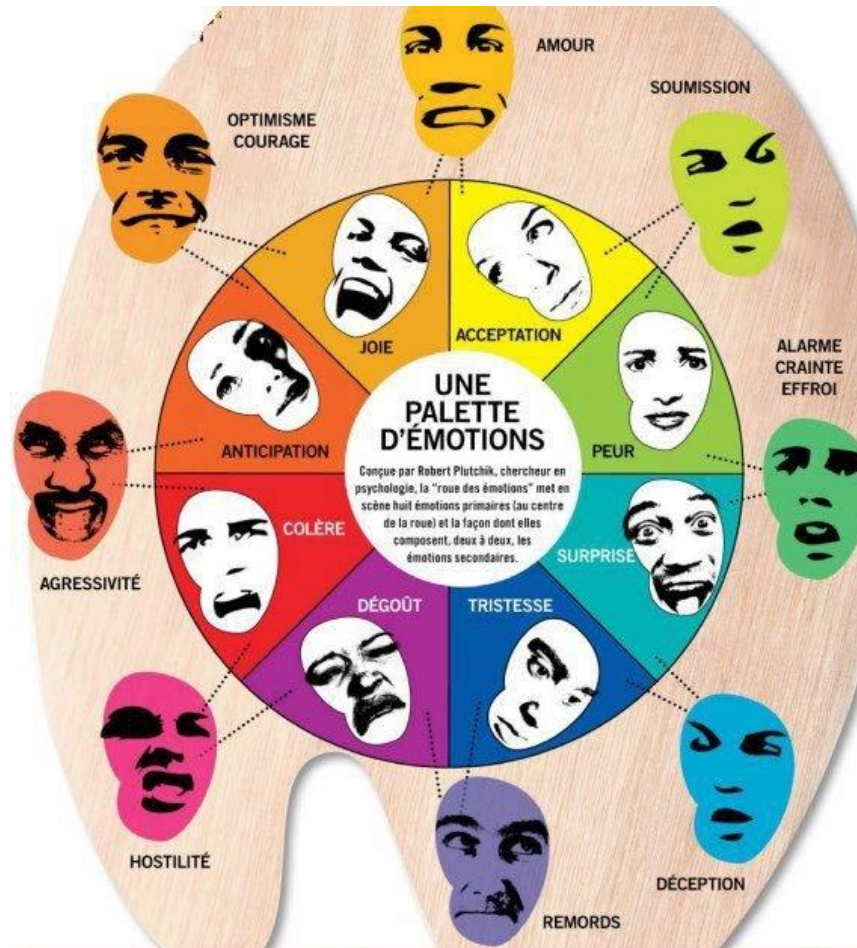 AMOUR
SOUMISSION
OPTIMISME
COURAGE
JOIE
ACCEPTATION
ALARME
CRAINTE
EFFROI
ANTICIPATION
PEUR
UNE
PALETTE
D'ÉMOTIONS
Conçue par Robert Plutchik, chercheur en
psychologie, la "roue des émotions" met en
scène huit émotions primaires (au centre
de la roue) et la façon dont elles
composent, deux à deux, les
émotions secondaires.
COLÈRE
SURPRISE
AGRESSIVITÉ
DÉGOÛT
TRISTESSE
HOSTILITÉ
DÉCEPTION
REMORDS